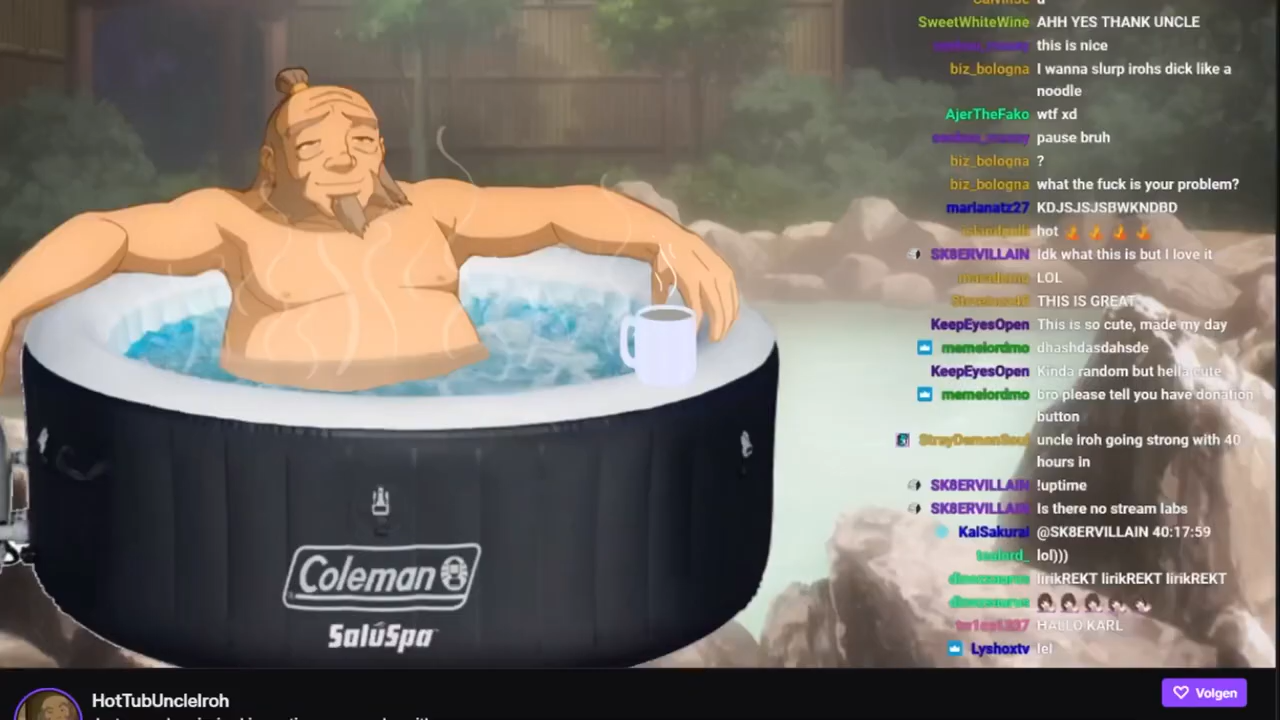 SweetWhiteWine AHH YES THANK UNCLE
this is nice
biz_bologna I wanna slurp irohs dick like a
noodle
AjerTheFako wtf xd
pause bruh
biz_bologna ?
biz_bologna what the fuck is your problem?
marianatz27 KDJSJSJSBWKNDBD
hot
SK8ERVILLAIN Idk what this is but I love it
LOL
THIS IS GREAT
KeepEyesOpen This is so cute, made my day
memelordmo dhashdasdahsde
KeepEyesOpen Kinda random but hella cute
memelordmo bro please tell you have donation
button
StrayDemonSoul uncle iroh going strong with 40
hours in
SK8ERVILLAIN !uptime
SK8ERVILLAIN Is there no stream labs
KaiSakurai @SK8ERVILLAIN 40:17:59
lol)))
lirikREKT lirikREKT lirikREKT
HALLO KARL
Lyshoxtv lel
Coleman
SaluSpa
HotTubUncleIroh
Volgen